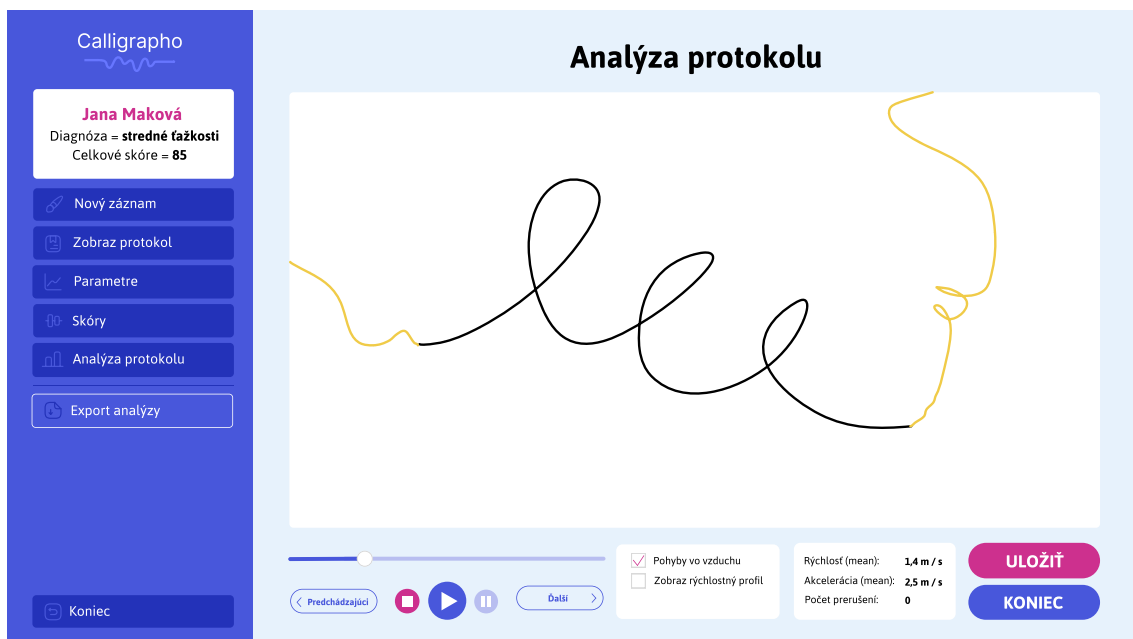 Calligrapho
Jana Maková
Diagnóza = stredné ťažkosti
Celkové skóre = 85
Nový záznam
Zobraz protokol
Parametre
Skóry
Analýza protokolu
Export analýzy
Koniec
Analýza protokolu
Predchádzajúci
Ďalší
Pohyby vo vzduchu
Zobraz rýchlostný profil
Rýchlosť (mean): 1,4 m / s
Akcelerácia (mean): 2,5 m / s
Počet prerušení: 0
ULOŽIŤ
KONIEC